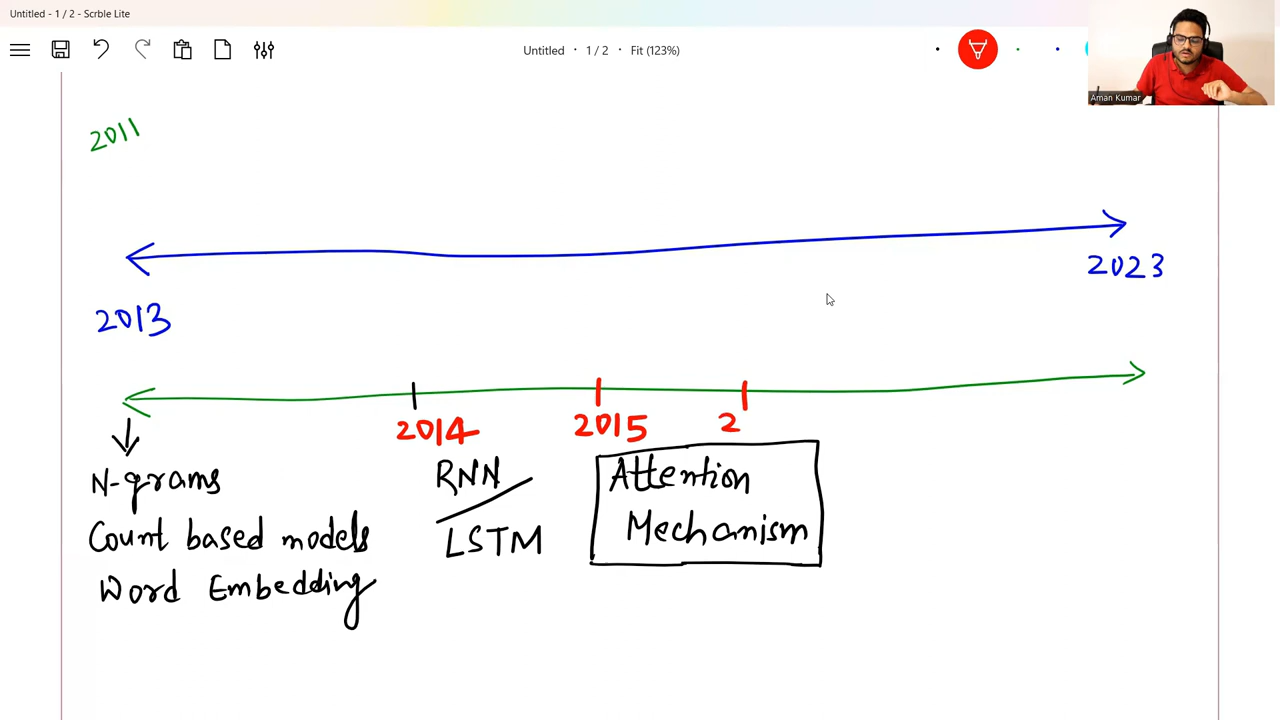 Untitled - 1 / 2 - Scrble Lite
Untitled • 1 / 2 • Fit (123%)
Aman Kumar
2011
2023
2013
2014
2015
2
N-grams
Count based models
Word Embedding
RNN
LSTM
Attention
Mechanism